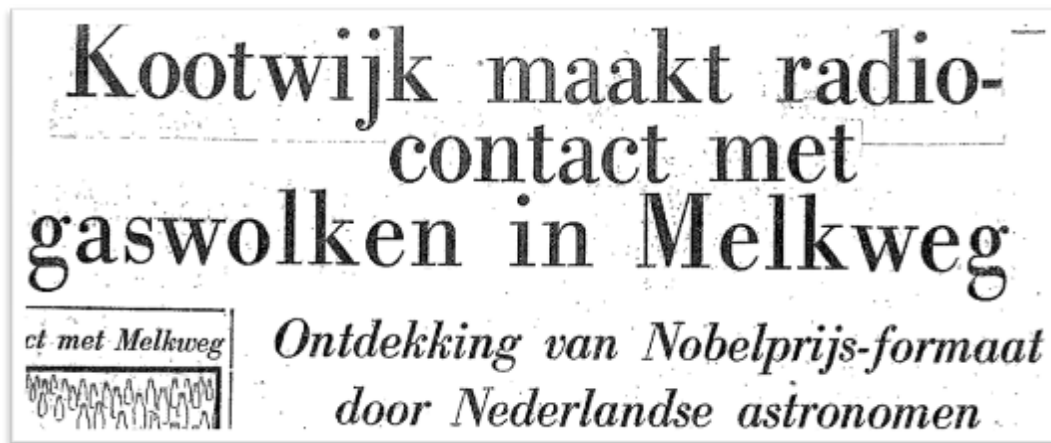 Kootwijk maakt radio-
contact met
gaswolken in Melkweg
ct met Melkweg
Ontdekking van Nobelprijs-formaat
door Nederlandse astronomen